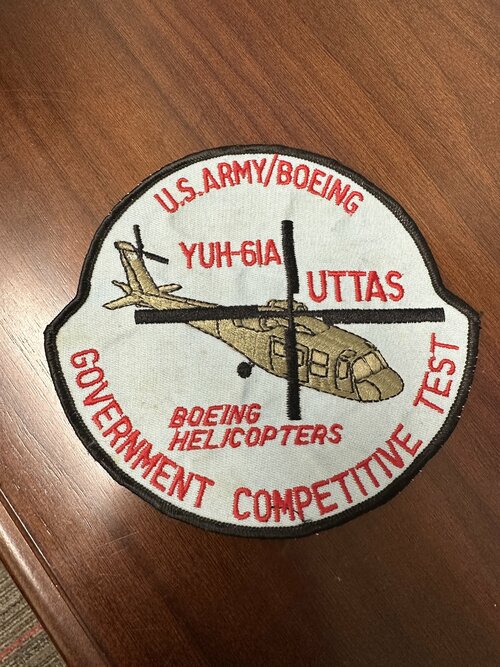 U.S. ARMY/BOEING
YUH-61A
UTTAS
BOEING
HELICOPTERS
GOVERNMENT COMPETITIVE TEST